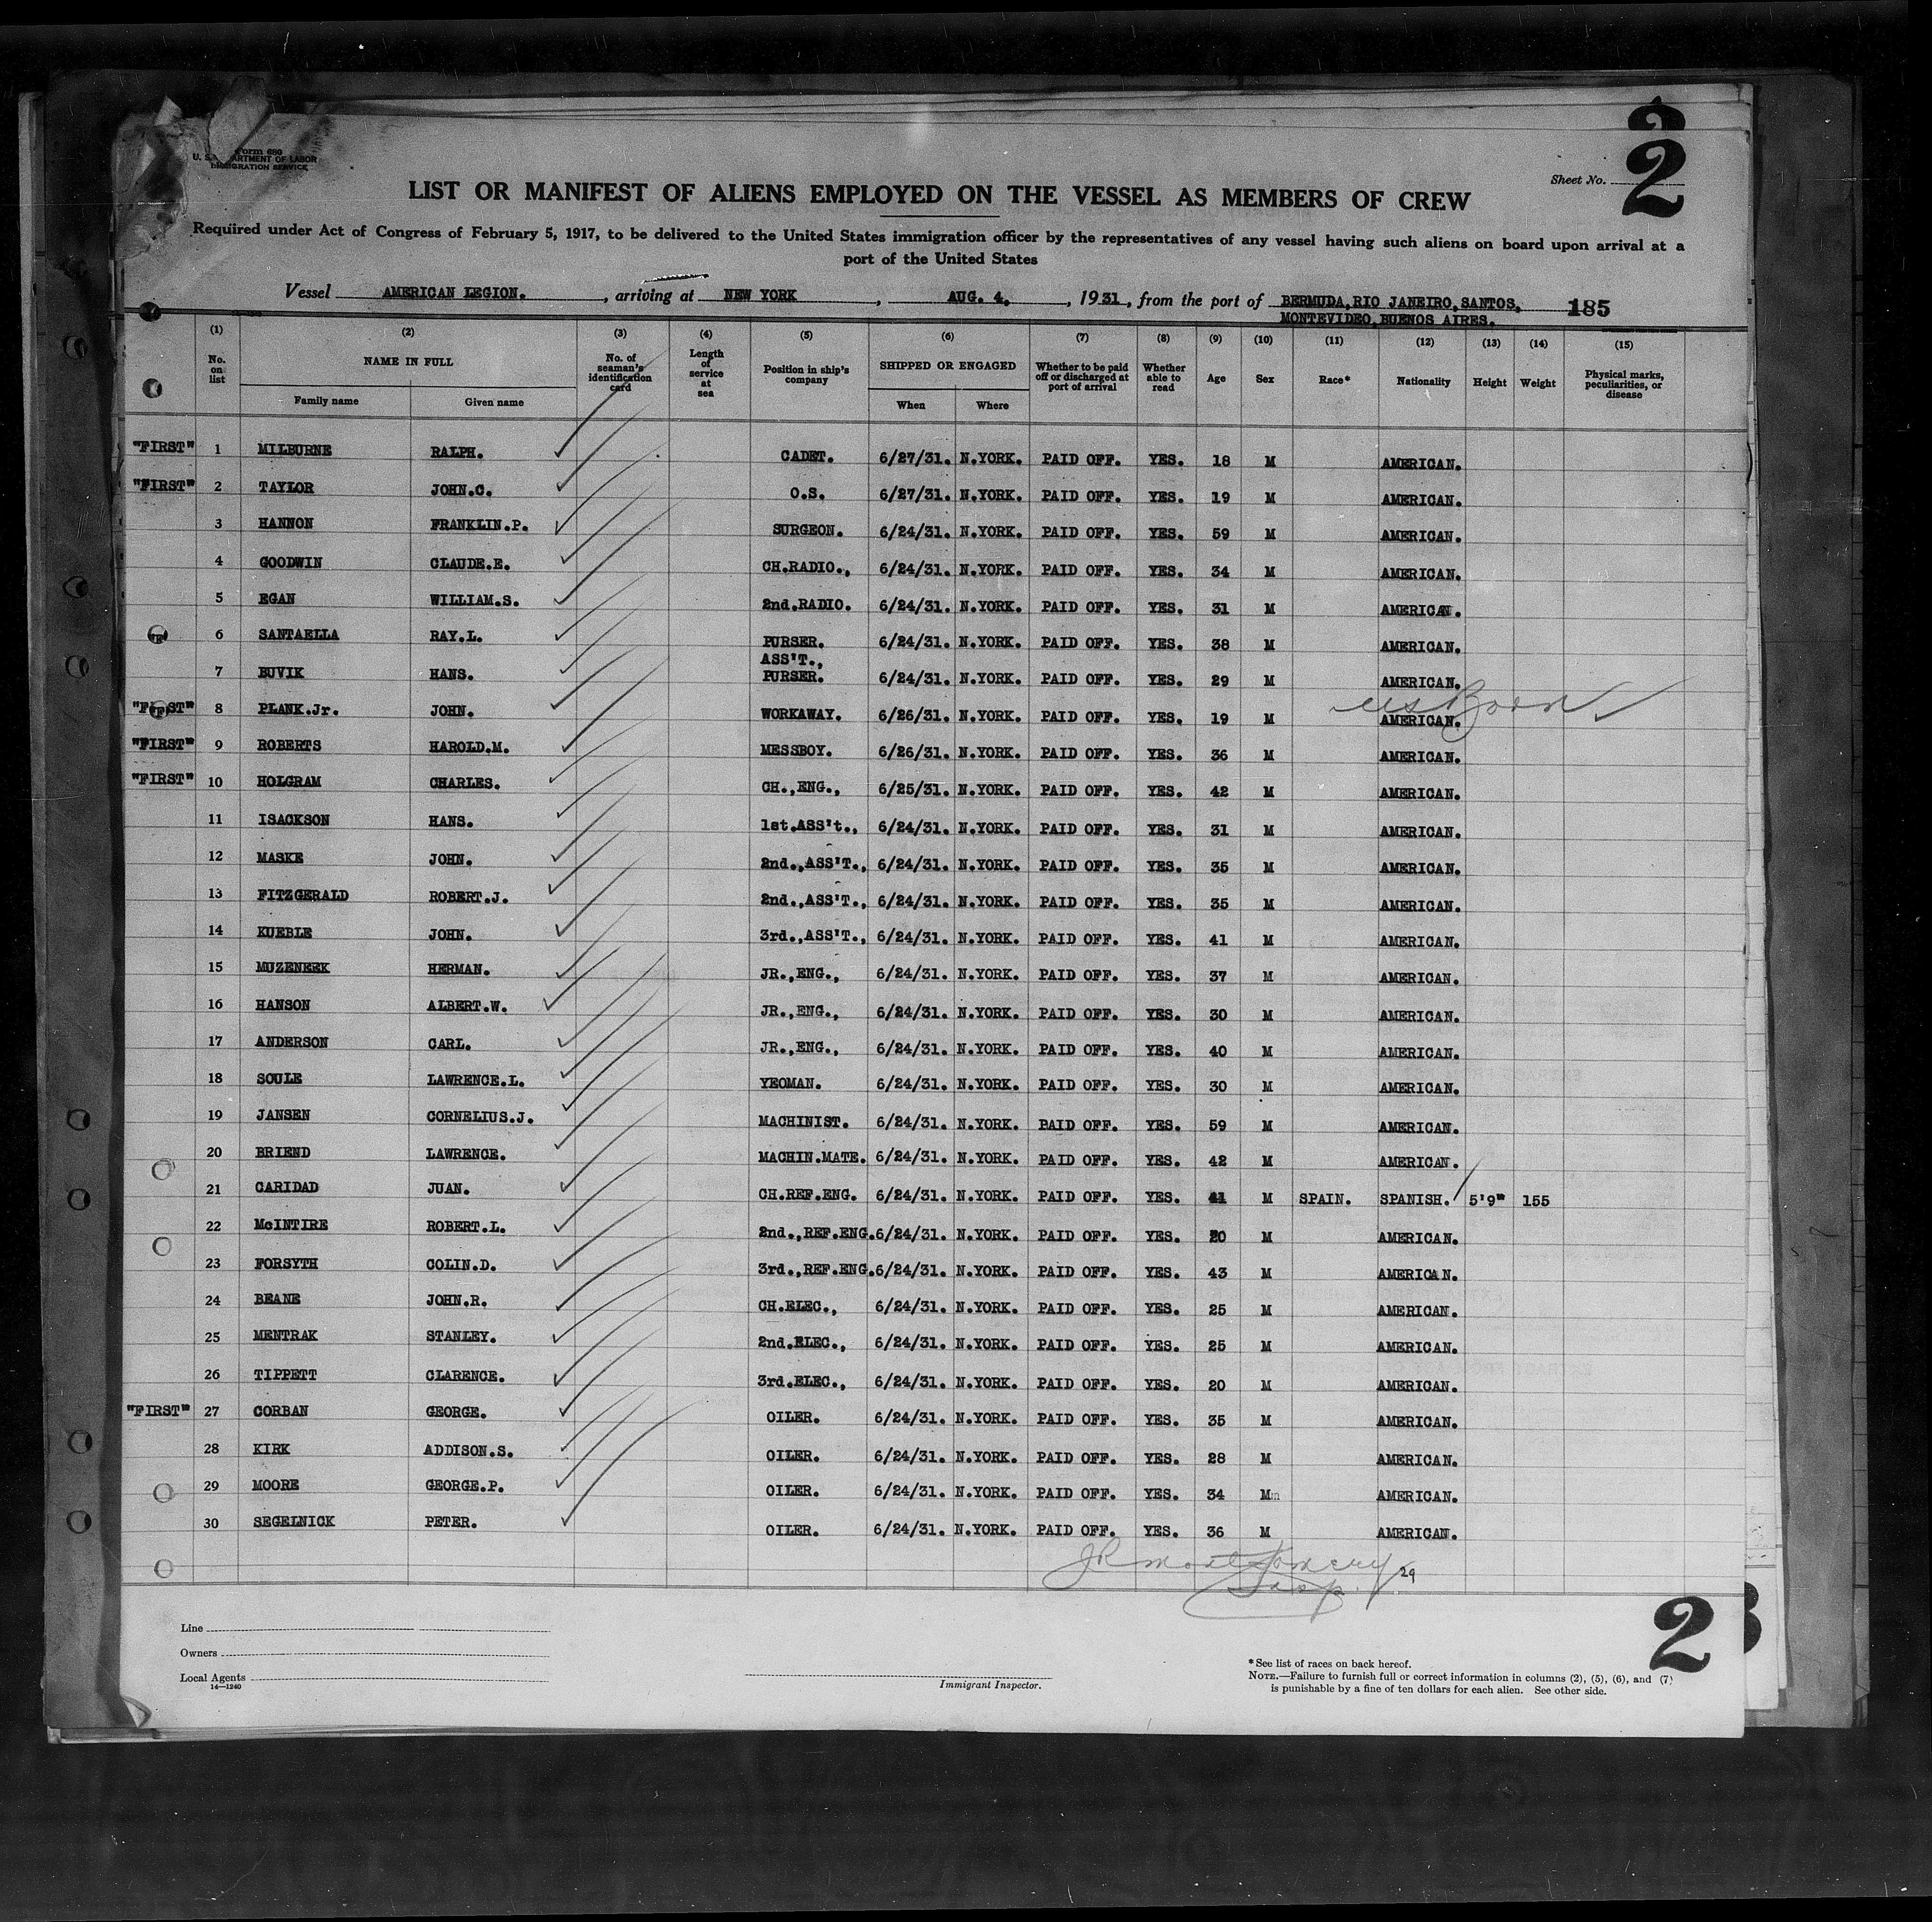 2
Form 680
U. S. DEPARTMENT OF LABOR
IMMIGRATION SERVICE
Sheet No. 2
LIST OR MANIFEST OF ALIENS EMPLOYED ON THE VESSEL AS MEMBERS OF CREW
Required under Act of Congress of February 5, 1917, to be delivered to the United States immigration officer by the representatives of any vessel having such aliens on board upon arrival at a
port of the United States
Vessel AMERICAN LEGION. , arriving at NEW YORK , AUG. 4. , 1931, from the port of BERMUDA,RIO JANEIRO,SANTOS, 185
MONTEVIDEO,BUENOS AIRES.
(1) (2) (3) (4) (5) (6) (7) (8) (9) (10) (11) (12) (13) (14) (15)
No. on list NAME IN FULL No. of seaman's identification card Length of service at sea Position in ship's company SHIPPED OR ENGAGED Whether to be paid off or discharged at port of arrival Whether able to read Age Sex Race* Nationality Height Weight Physical marks, peculiarities, or disease
Family name Given name When Where
"FIRST" 1 MILBURNE RALPH. CADET. 6/27/31. N.YORK. PAID OFF. YES. 18 M AMERICAN.
"FIRST" 2 TAYLOR JOHN.C. O.S. 6/27/31. N.YORK. PAID OFF. YES. 19 M AMERICAN.
3 HANNON FRANKLIN.P. SURGEON. 6/24/31. N.YORK. PAID OFF. YES. 59 M AMERICAN.
4 GOODWIN CLAUDE.E. CH.RADIO., 6/24/31. N.YORK. PAID OFF. YES. 34 M AMERICAN.
5 EGAN WILLIAM.S. 2nd.RADIO. 6/24/31. N.YORK. PAID OFF. YES. 31 M AMERICAN.
6 SANTAELLA RAY.L. PURSER. 6/24/31. N.YORK. PAID OFF. YES. 38 M AMERICAN.
7 BUVIK HANS. ASS'T., PURSER. 6/24/31. N.YORK. PAID OFF. YES. 29 M AMERICAN.
"FIRST" 8 PLANK.Jr. JOHN. WORKAWAY. 6/26/31. N.YORK. PAID OFF. YES. 19 M AMERICAN. US Born
"FIRST" 9 ROBERTS HAROLD.M. MESSBOY. 6/26/31. N.YORK. PAID OFF. YES. 36 M AMERICAN.
"FIRST" 10 HOLGRAM CHARLES. CH.,ENG., 6/25/31. N.YORK. PAID OFF. YES. 42 M AMERICAN.
11 ISACKSON HANS. 1st.ASS't., 6/24/31. N.YORK. PAID OFF. YES. 31 M AMERICAN.
12 MASKE JOHN. 2nd.,ASS'T., 6/24/31. N.YORK. PAID OFF. YES. 35 M AMERICAN.
13 FITZGERALD ROBERT.J. 2nd.,ASS'T., 6/24/31. N.YORK. PAID OFF. YES. 35 M AMERICAN.
14 KUEBLE JOHN. 3rd.,ASS'T., 6/24/31. N.YORK. PAID OFF. YES. 41 M AMERICAN.
15 MUZENEEK HERMAN. JR.,ENG., 6/24/31. N.YORK. PAID OFF. YES. 37 M AMERICAN.
16 HANSON ALBERT.W. JR.,ENG., 6/24/31. N.YORK. PAID OFF. YES. 30 M AMERICAN.
17 ANDERSON CARL. JR.,ENG., 6/24/31. N.YORK. PAID OFF. YES. 40 M AMERICAN.
18 SOULE LAWRENCE.L. YEOMAN. 6/24/31. N.YORK. PAID OFF. YES. 30 M AMERICAN.
19 JANSEN CORNELIUS.J. MACHINIST. 6/24/31. N.YORK. PAID OFF. YES. 59 M AMERICAN.
20 BRIEND LAWRENCE. MACHIN.MATE. 6/24/31. N.YORK. PAID OFF. YES. 42 M AMERICAN.
21 CARIDAD JUAN. CH.REF.ENG. 6/24/31. N.YORK. PAID OFF. YES. 41 M SPAIN. SPANISH. 5'9" 155
22 McINTIRE ROBERT.L. 2nd.,REF.ENG. 6/24/31. N.YORK. PAID OFF. YES. 20 M AMERICAN.
23 FORSYTH COLIN.D. 3rd.,REF.ENG. 6/24/31. N.YORK. PAID OFF. YES. 43 M AMERICAN.
24 BEANE JOHN.R. CH.ELEC., 6/24/31. N.YORK. PAID OFF. YES. 25 M AMERICAN.
25 MENTRAK STANLEY. 2nd.ELEC., 6/24/31. N.YORK. PAID OFF. YES. 25 M AMERICAN.
26 TIPPETT CLARENCE. 3rd.ELEC., 6/24/31. N.YORK. PAID OFF. YES. 20 M AMERICAN.
"FIRST" 27 CORBAN GEORGE. OILER. 6/24/31. N.YORK. PAID OFF. YES. 35 M AMERICAN.
28 KIRK ADDISON.S. OILER. 6/24/31. N.YORK. PAID OFF. YES. 28 M AMERICAN.
29 MOORE GEORGE.P. OILER. 6/24/31. N.YORK. PAID OFF. YES. 34 M AMERICAN.
30 SEGELNICK PETER. OILER. 6/24/31. N.YORK. PAID OFF. YES. 36 M AMERICAN.
JR Montgomery 29
Insp.
Line
Owners
Local Agents
14—1240
Immigrant Inspector.
*See list of races on back hereof.
NOTE.—Failure to furnish full or correct information in columns (2), (5), (6), and (7)
is punishable by a fine of ten dollars for each alien. See other side.
2